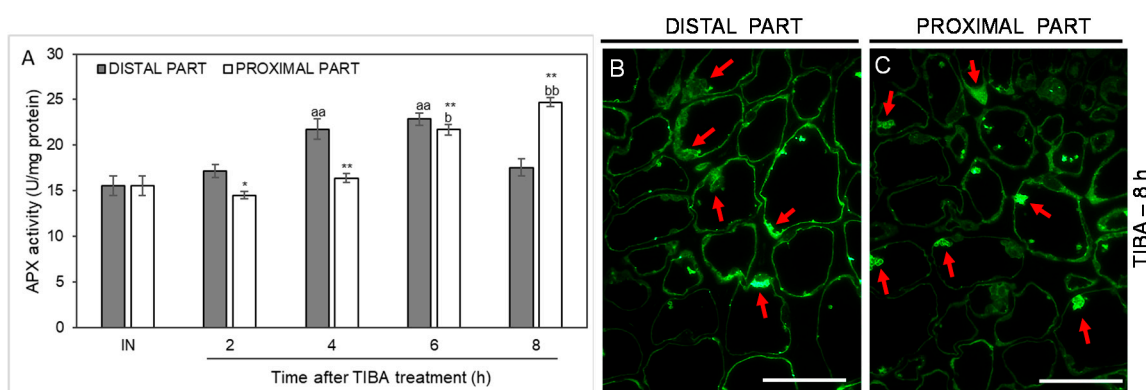 DISTAL PART PROXIMAL PART
A
30
25
20
15
10
5
0
APX activity (U/mg protein)
DISTAL PART PROXIMAL PART
aa
aa
**
b
**
bb
*
**
IN 2 4 6 8
Time after TIBA treatment (h)
B
C
TIBA – 8 h